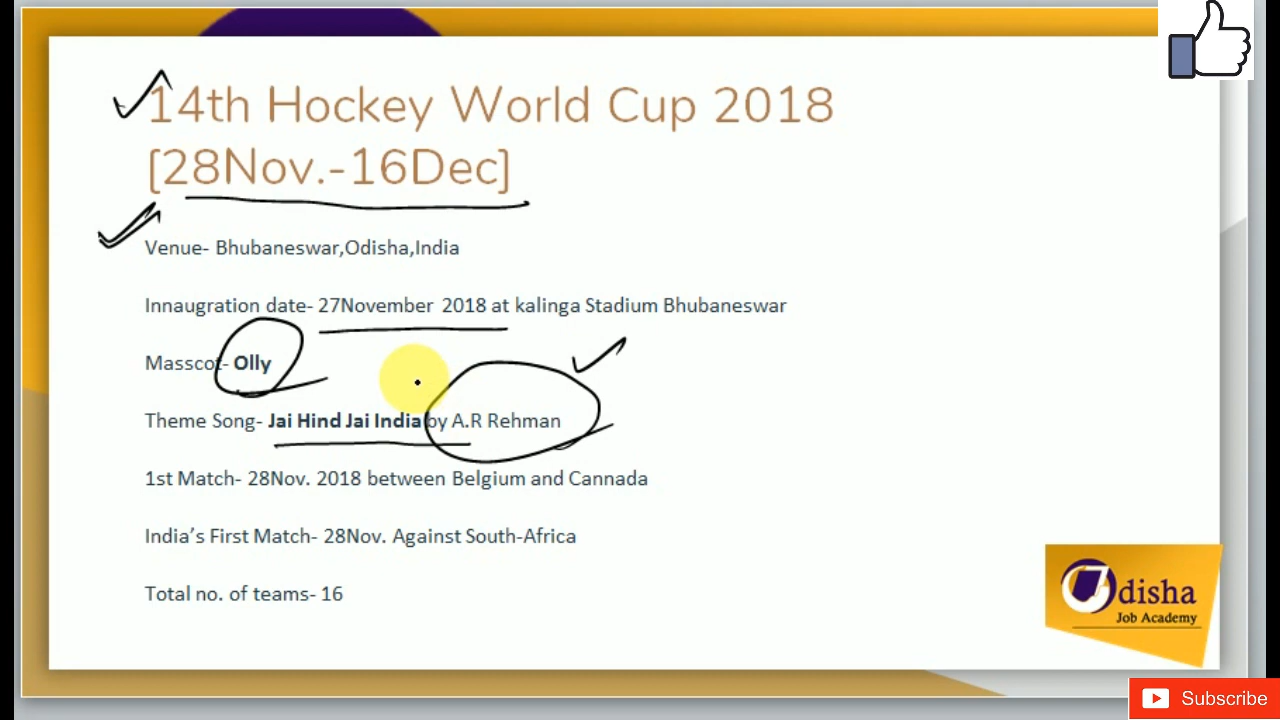 14th Hockey World Cup 2018
[28Nov.-16Dec]
Venue- Bhubaneswar,Odisha,India
Innaugration date- 27November 2018 at kalinga Stadium Bhubaneswar
Masscot- Olly
Theme Song- Jai Hind Jai India by A.R Rehman
1st Match- 28Nov. 2018 between Belgium and Cannada
India's First Match- 28Nov. Against South-Africa
Total no. of teams- 16
Odisha
Job Academy
Subscribe